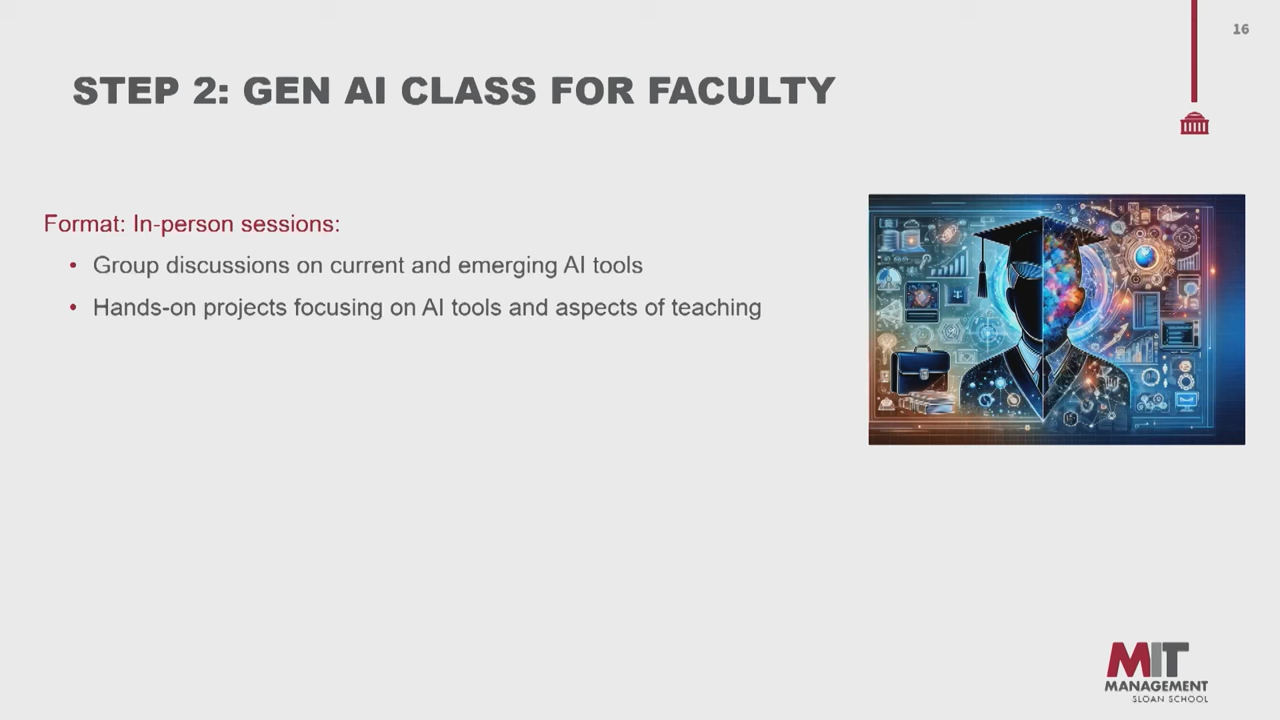 16
STEP 2: GEN AI CLASS FOR FACULTY
Format: In-person sessions:
• Group discussions on current and emerging AI tools
• Hands-on projects focusing on AI tools and aspects of teaching
MIT
MANAGEMENT
SLOAN SCHOOL